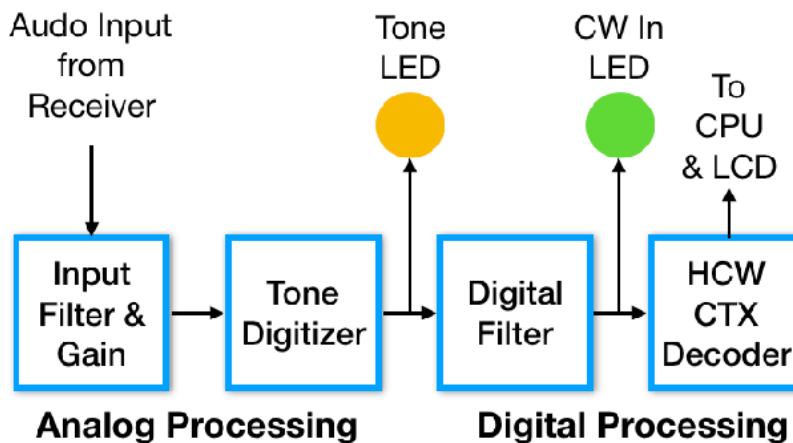 Audo Input
from
Receiver
Tone
LED
CW In
LED
To
CPU
& LCD
Input
Filter &
Gain
Tone
Digitizer
Digital
Filter
HCW
CTX
Decoder
Analog Processing
Digital Processing